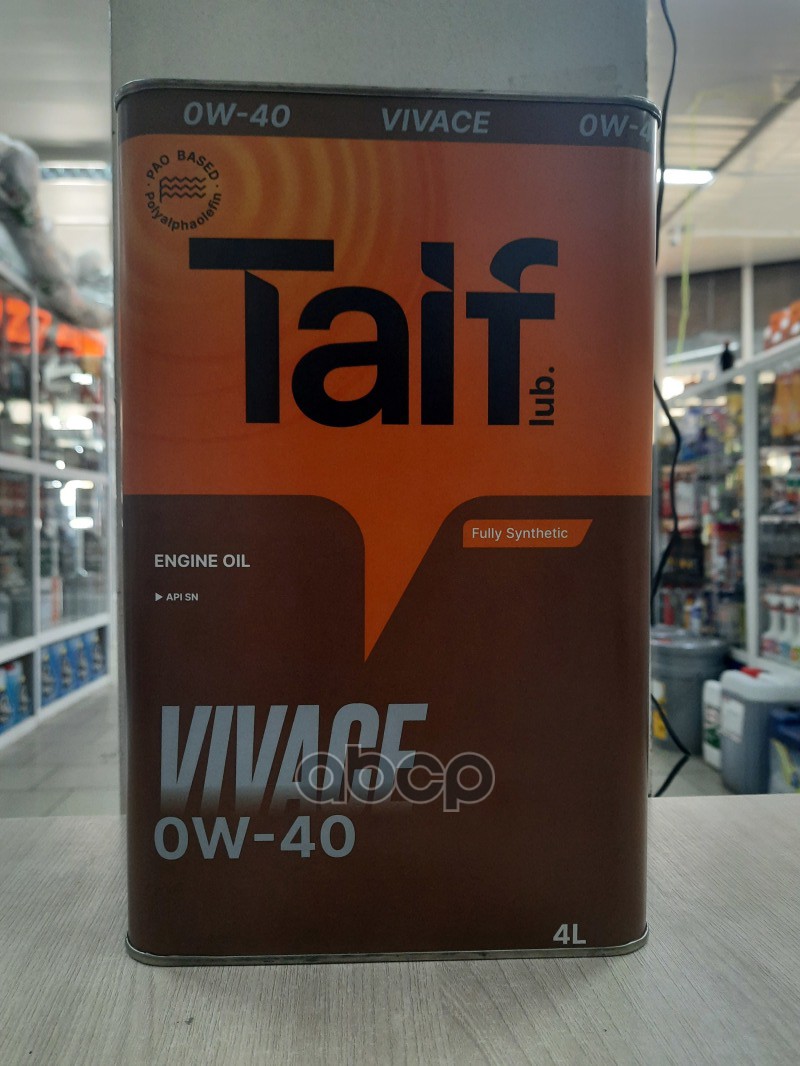 0W-40 VIVACE 0W-4
PAO BASED
Polyalphaolefin
Taif
lub.
Fully Synthetic
ENGINE OIL
▶ API SN
VIVACE
abcp
0W-40
4L